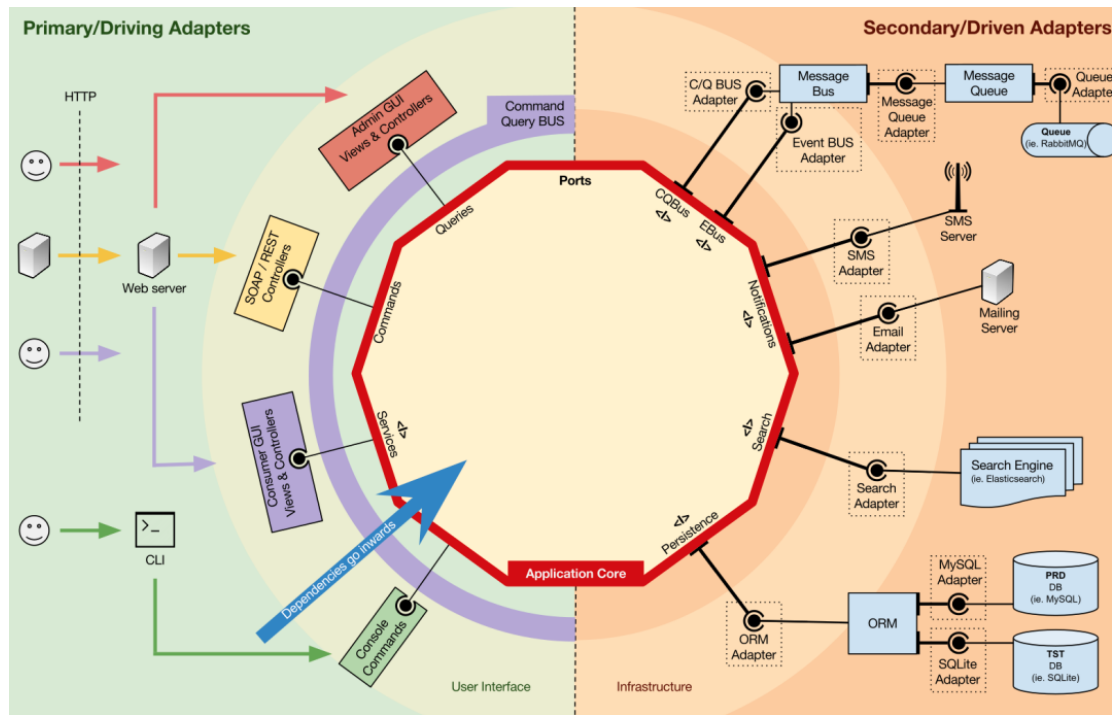 Primary/Driving Adapters
Secondary/Driven Adapters
HTTP
Web server
>_
CLI
Admin GUI
Views & Controllers
SOAP / REST
Controllers
Consumer GUI
Views & Controllers
Console
Commands
Command
Query BUS
Dependencies go inwards
Ports
Queries
Commands
Services
</>
CQBus
</>
EBus
</>
Notifications
</>
Search
</>
Persistence
</>
Application Core
User Interface
Infrastructure
C/Q BUS
Adapter
Message
Bus
Event BUS
Adapter
Message
Queue
Adapter
Message
Queue
Queue
Adapter
Queue
(ie. RabbitMQ)
SMS
Adapter
SMS
Server
Email
Adapter
Mailing
Server
Search
Adapter
Search Engine
(ie. Elasticsearch)
ORM
Adapter
ORM
MySQL
Adapter
PRD
DB
(ie. MySQL)
SQLite
Adapter
TST
DB
(ie. SQLite)